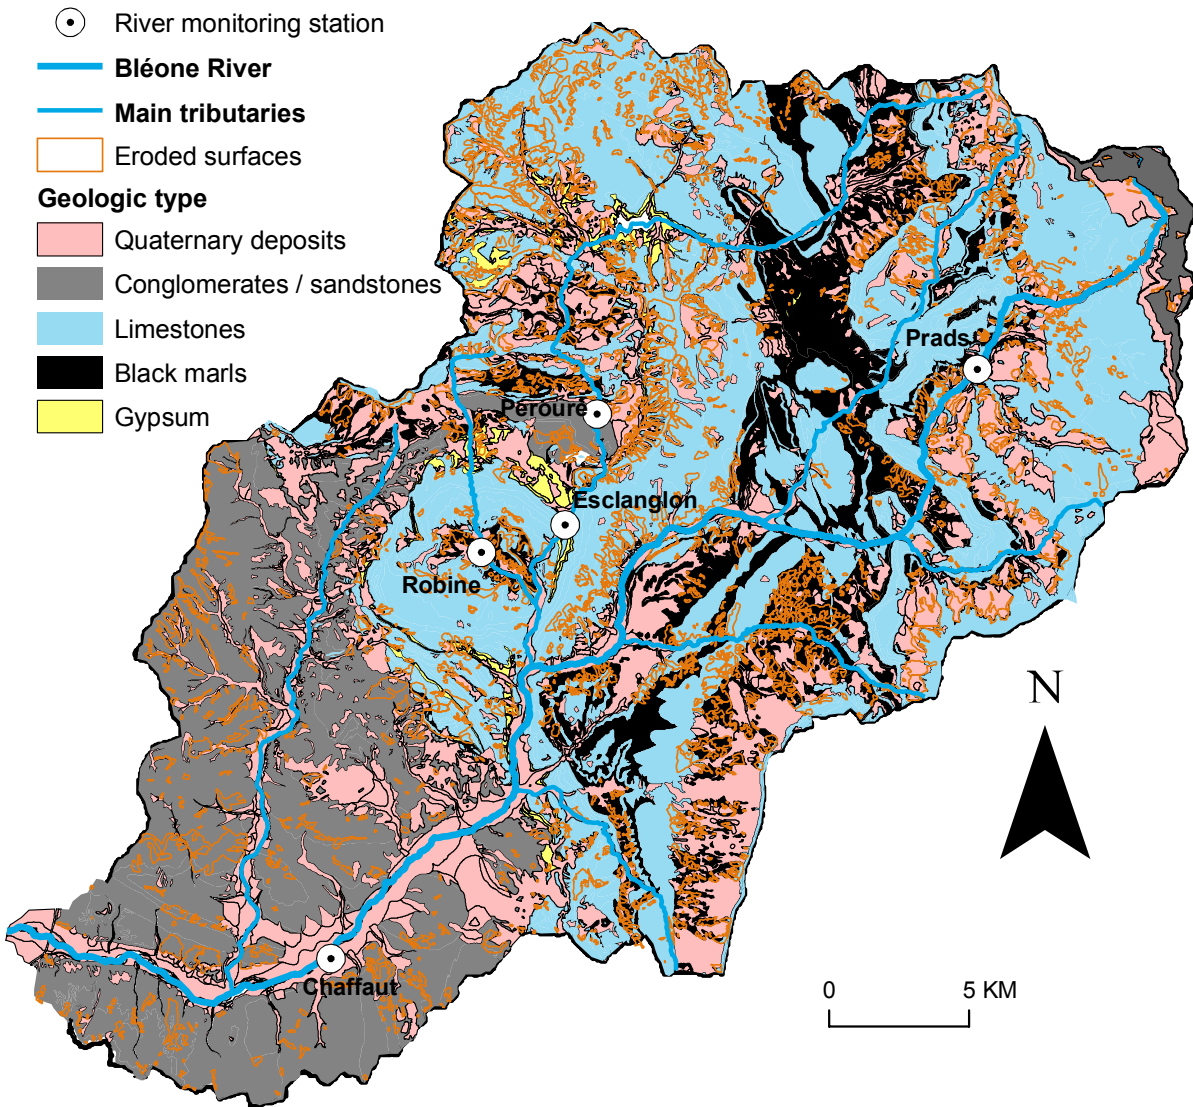 River monitoring station
Bléone River
Main tributaries
Eroded surfaces
Geologic type
Quaternary deposits
Conglomerates / sandstones
Limestones
Black marls
Gypsum
Prads
Pérouré
Esclanglon
Robine
N
Chaffaut
0 5 KM